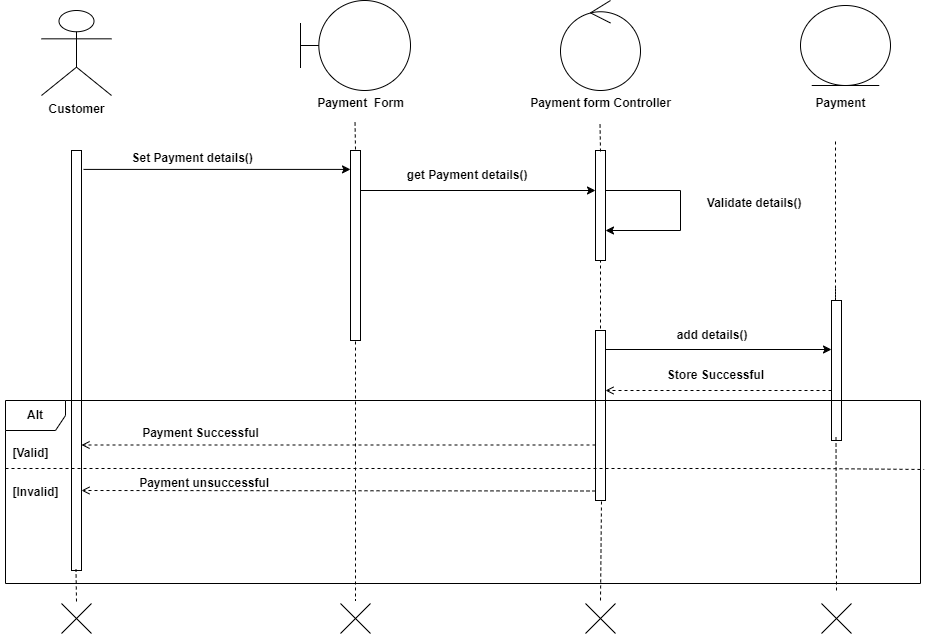 Customer
Payment Form
Payment form Controller
Payment
Set Payment details()
get Payment details()
Validate details()
add details()
Store Successful
Alt
Payment Successful
[Valid]
Payment unsuccessful
[Invalid]